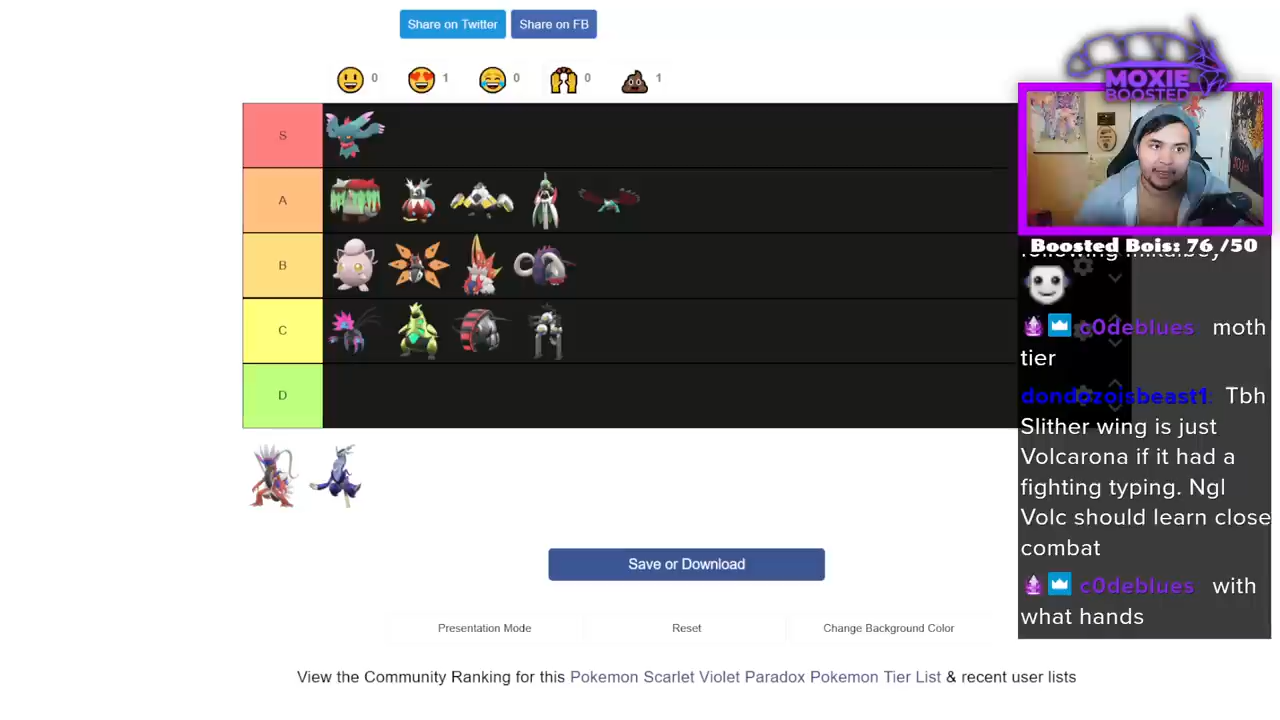 Share on Twitter Share on FB
0 1 0 0 1
MOXIE
BOOSTED
S
A
B
C
D
Boosted Bois: 76 /50
c0deblues moth
tier
dondozoisbeast1: Tbh
Slither wing is just
Volcarona if it had a
fighting typing. Ngl
Volc should learn close
combat
c0deblues with
what hands
Save or Download
Presentation Mode Reset Change Background Color
View the Community Ranking for this Pokemon Scarlet Violet Paradox Pokemon Tier List & recent user lists